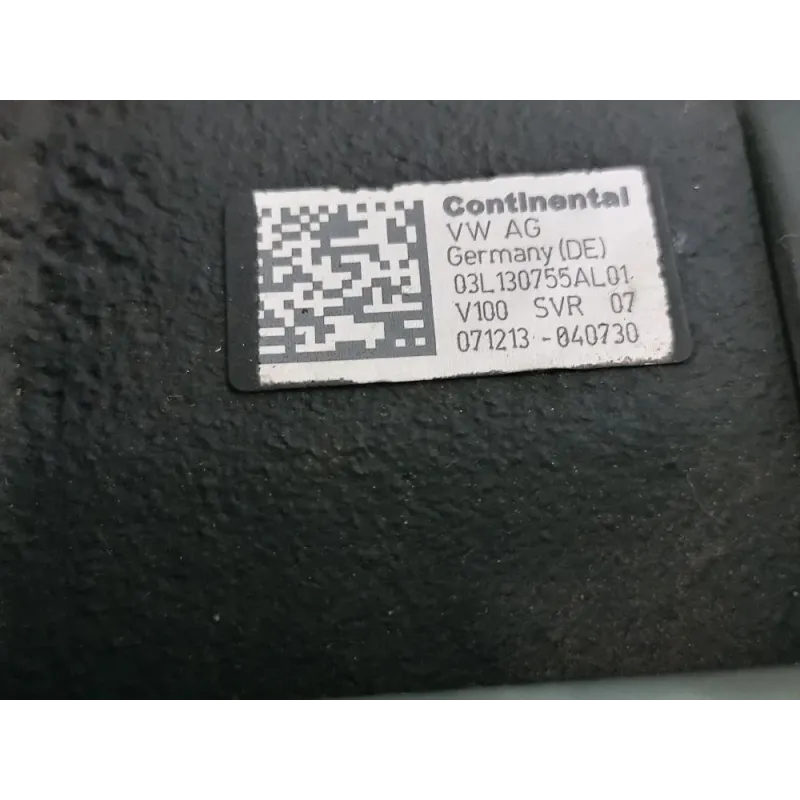 Continental
VW AG
Germany (DE)
03L130755AL01
V100 SVR 07
071213-040730